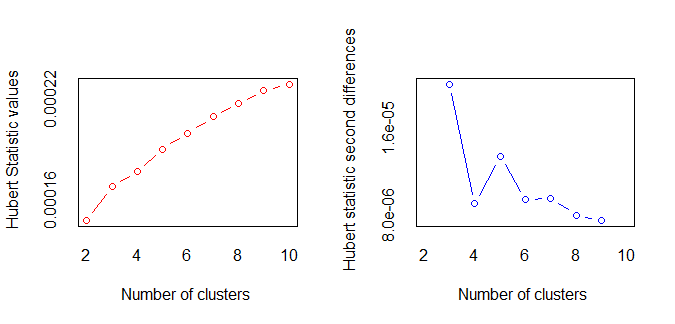 Hubert Statistic values
0.00016
0.00022
2 4 6 8 10
Number of clusters
Hubert statistic second differences
8.0e-06
1.6e-05
2 4 6 8 10
Number of clusters